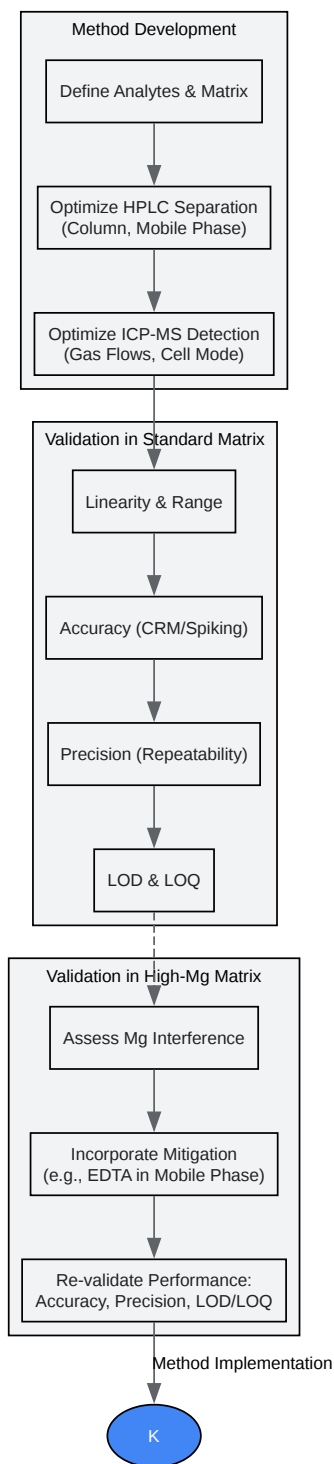 Method Development
Define Analytes & Matrix
Optimize HPLC Separation
(Column, Mobile Phase)
Optimize ICP-MS Detection
(Gas Flows, Cell Mode)
Validation in Standard Matrix
Linearity & Range
Accuracy (CRM/Spiking)
Precision (Repeatability)
LOD & LOQ
Validation in High-Mg Matrix
Assess Mg Interference
Incorporate Mitigation
(e.g., EDTA in Mobile Phase)
Re-validate Performance:
Accuracy, Precision, LOD/LOQ
Method Implementation
K